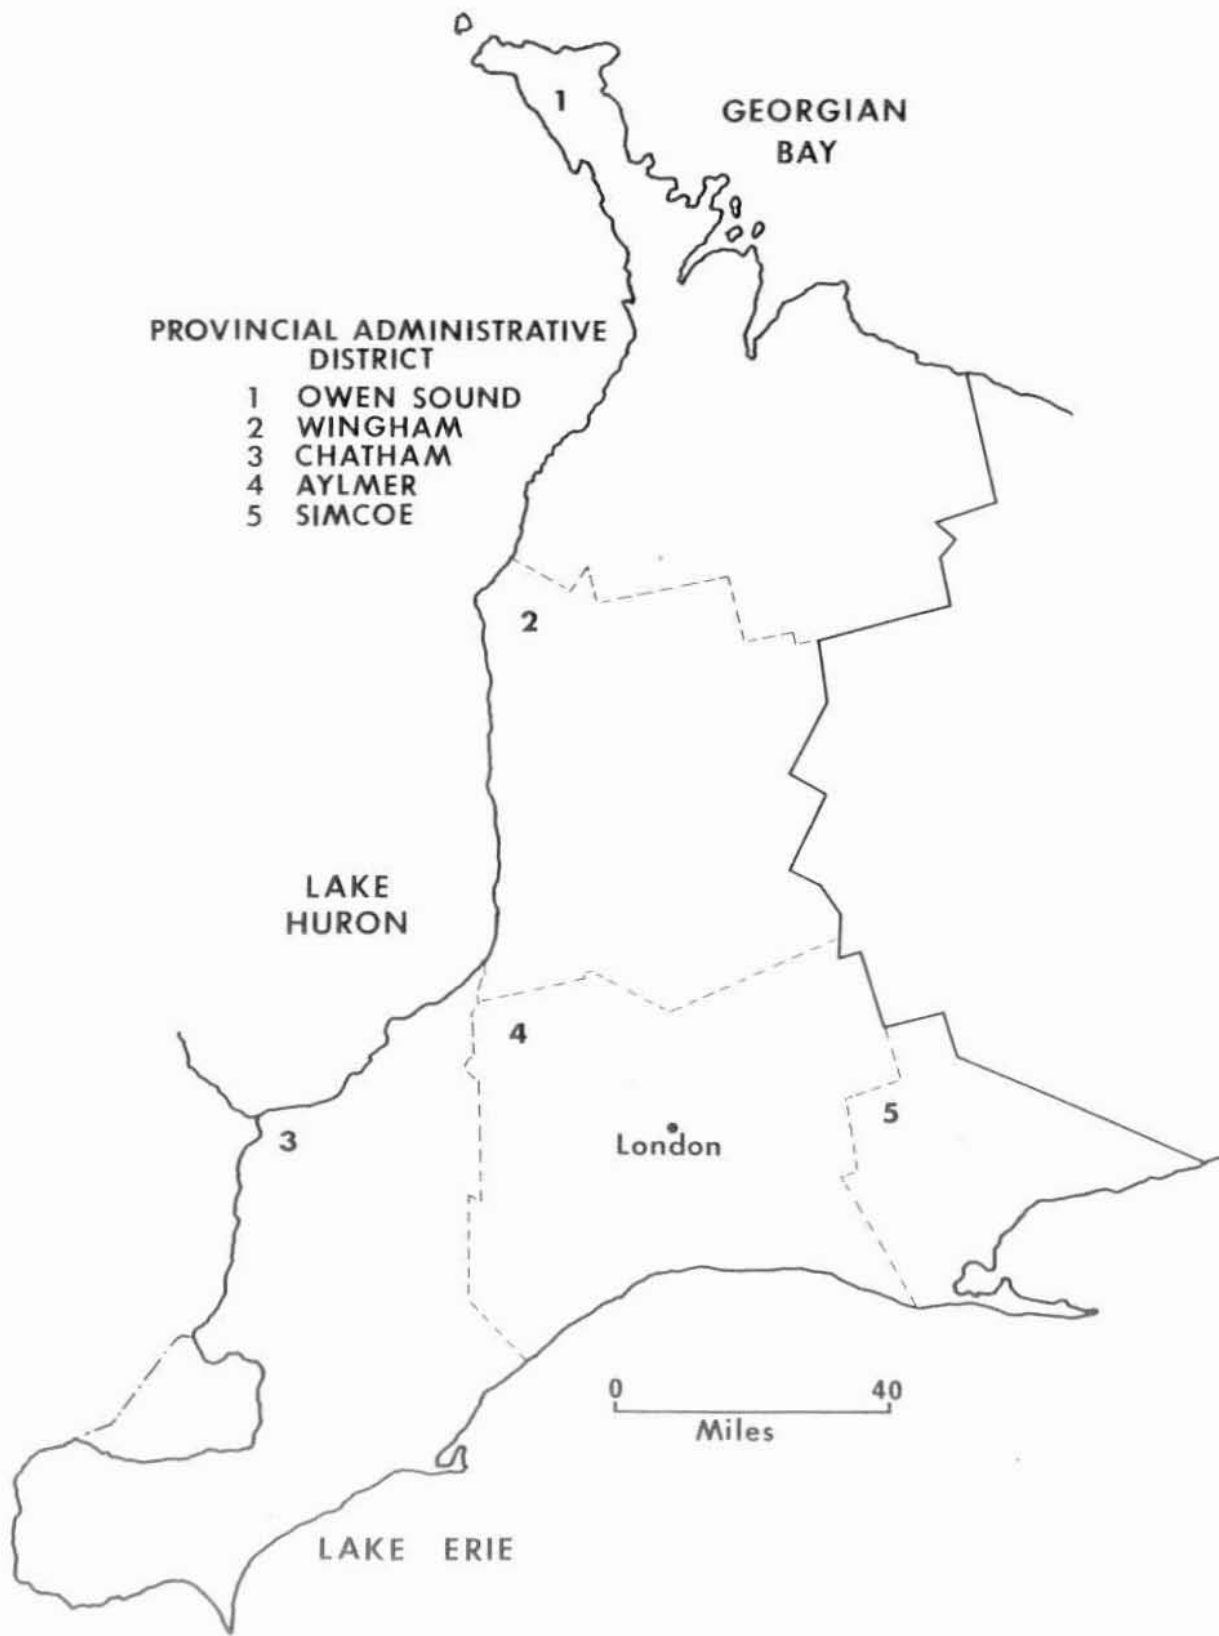 1
GEORGIAN
BAY
PROVINCIAL ADMINISTRATIVE
DISTRICT
1 OWEN SOUND
2 WINGHAM
3 CHATHAM
4 AYLMER
5 SIMCOE
2
LAKE
HURON
4
5
3
London
0 40
Miles
LAKE ERIE